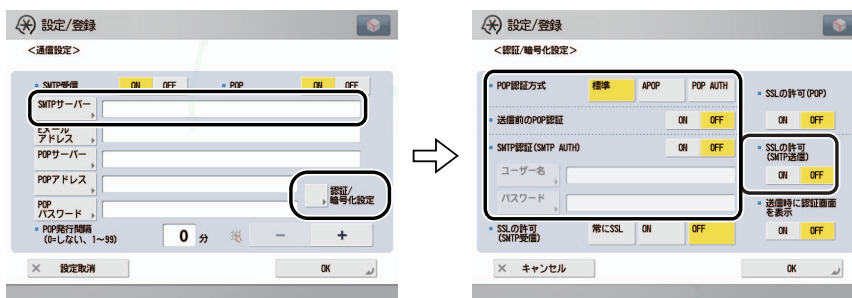 設定/登録
<通信設定>
SMTP受信 ON OFF POP ON OFF
SMTPサーバー
Eメール
アドレス
POPサーバー
POPアドレス
認証/
暗号化設定
POP
パスワード
POP発行間隔
(0=しない、1~99)
0 分 - +
× 設定取消
OK
設定/登録
<認証/暗号化設定>
POP認証方式 標準 APOP POP AUTH
SSLの許可(POP)
ON OFF
送信前のPOP認証 ON OFF
SMTP認証(SMTP AUTH) ON OFF
SSLの許可
(SMTP送信)
ON OFF
ユーザー名
パスワード
送信時に認証画面
を表示
ON OFF
SSLの許可
(SMTP受信)
常にSSL ON OFF
× キャンセル
OK